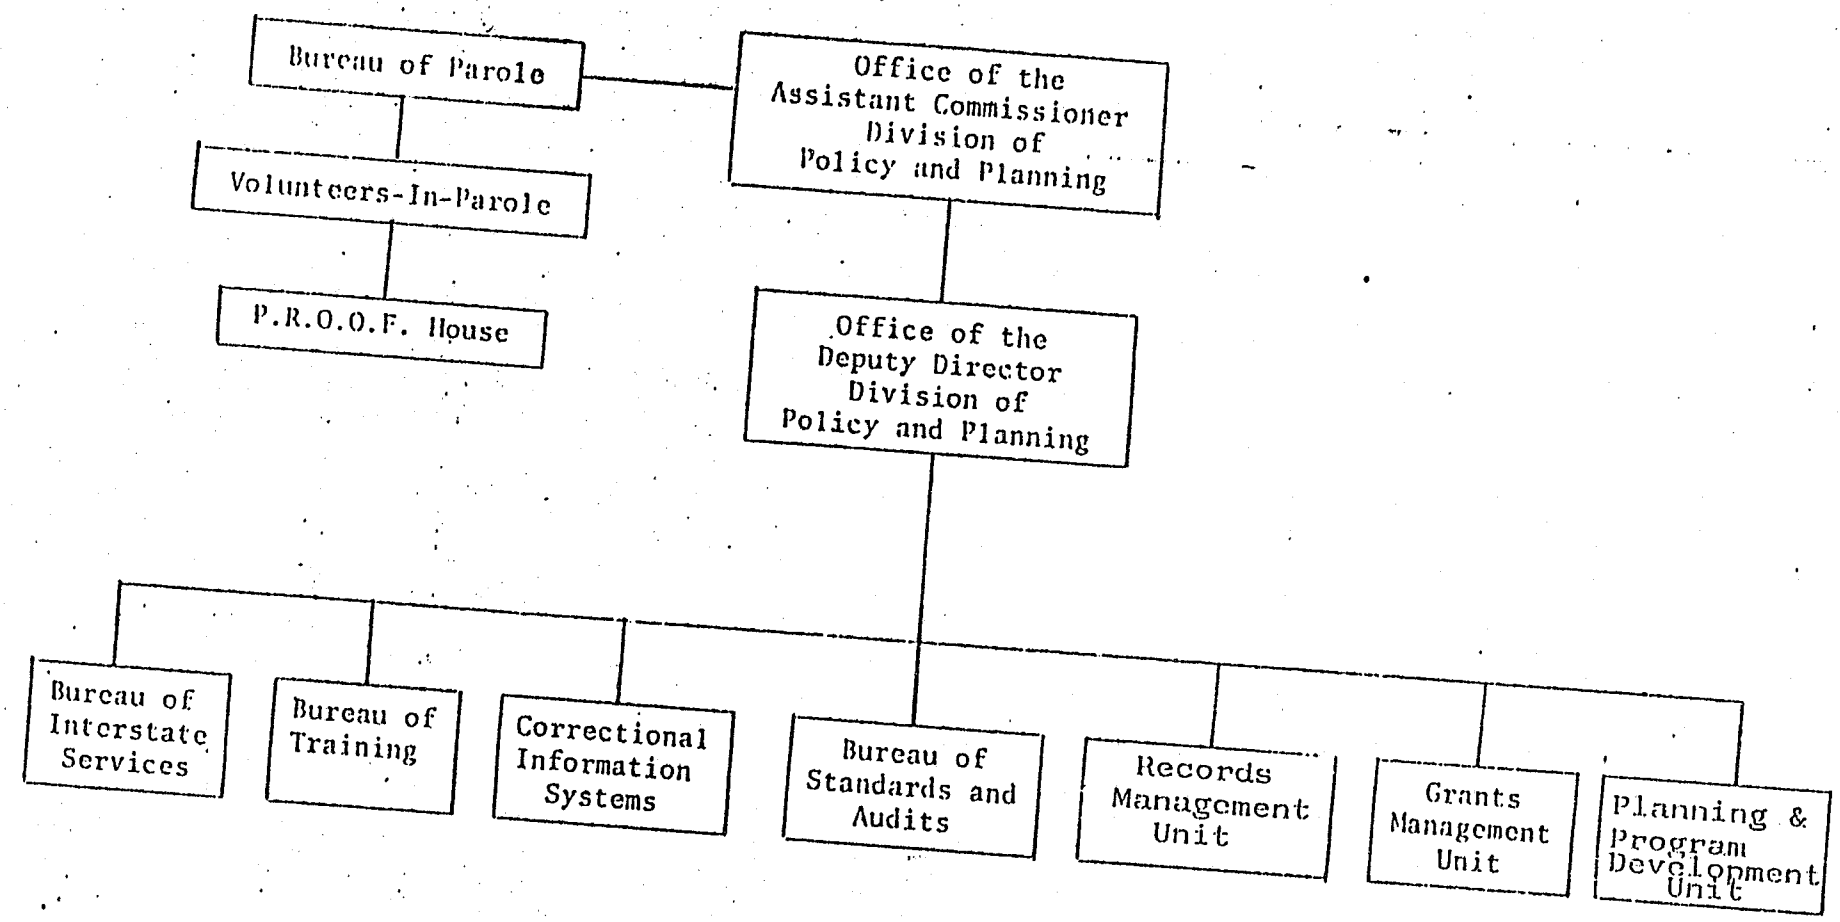 Bureau of Parole
Office of the
Assistant Commissioner
Division of
Policy and Planning
Volunteers-In-Parole
P.R.O.O.F. House
Office of the
Deputy Director
Division of
Policy and Planning
Bureau of
Interstate
Services
Bureau of
Training
Correctional
Information
Systems
Bureau of
Standards and
Audits
Records
Management
Unit
Grants
Management
Unit
Planning &
Program
Development
Unit